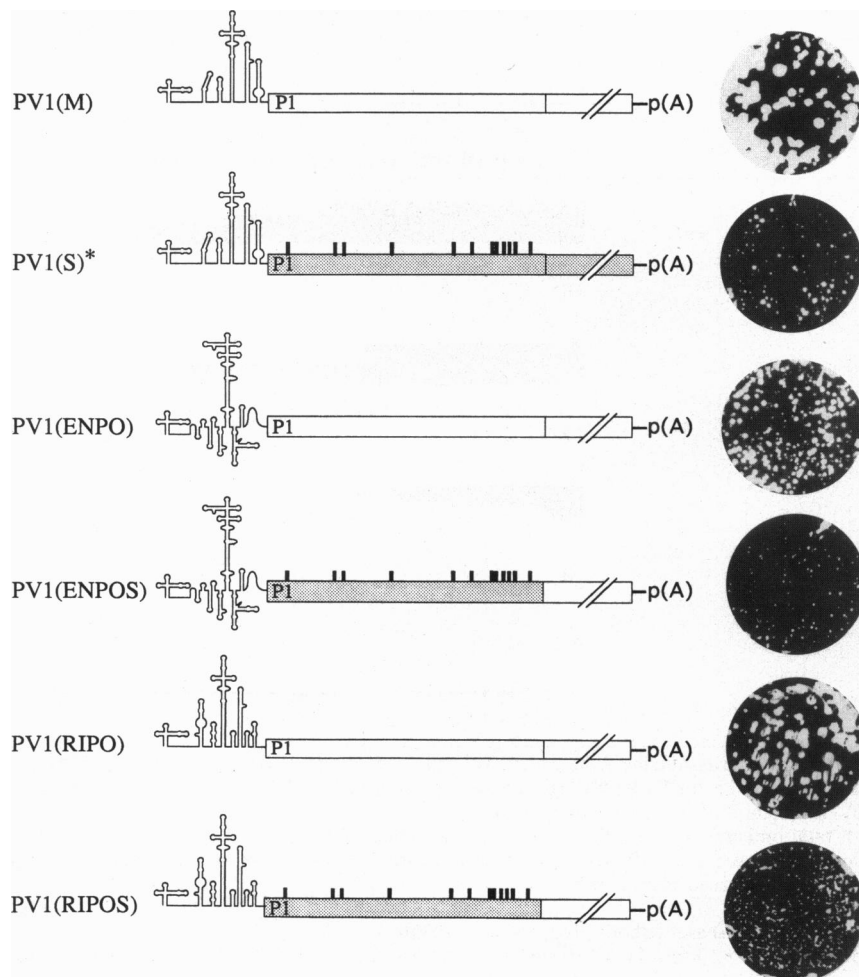 PV1(M) P1 p(A)
PV1(S)* P1 p(A)
PV1(ENPO) P1 p(A)
PV1(ENPOS) P1 p(A)
PV1(RIPO) P1 p(A)
PV1(RIPOS) P1 p(A)